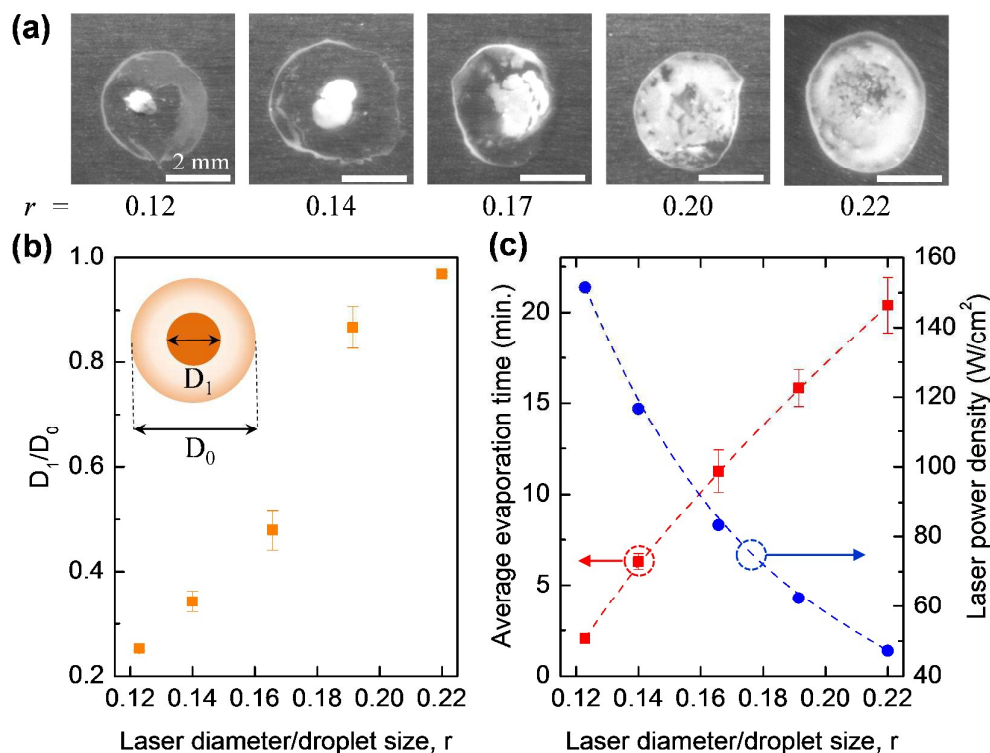 (a)
2 mm
r = 0.12 0.14 0.17 0.20 0.22
(b)
1.0
0.8
0.6
0.4
0.2
D₁/D₀
D₁
D₀
0.12 0.14 0.16 0.18 0.20 0.22
Laser diameter/droplet size, r
(c)
20
15
10
5
0
Average evaporation time (min.)
160
140
120
100
80
60
40
Laser power density (W/cm²)
0.12 0.14 0.16 0.18 0.20 0.22
Laser diameter/droplet size, r